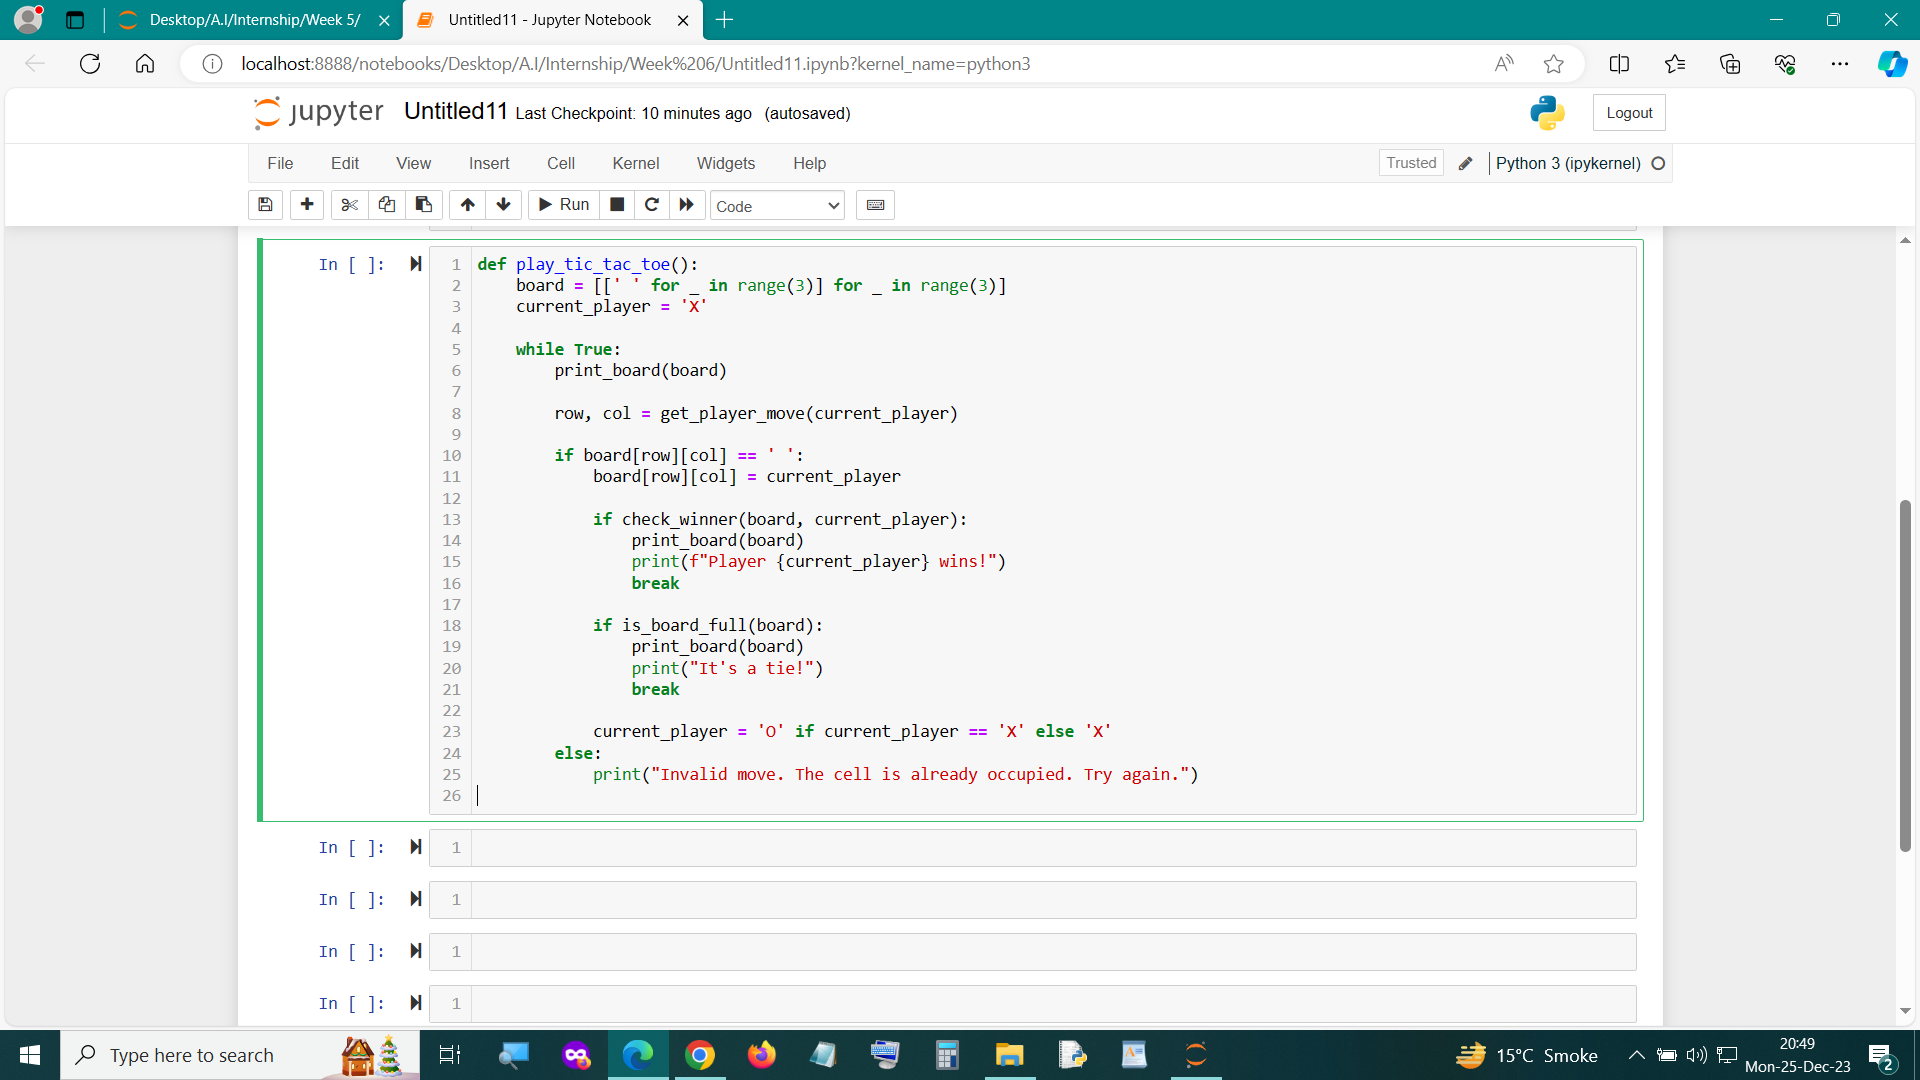 Desktop/A.I/Internship/Week 5/
Untitled11 - Jupyter Notebook
localhost:8888/notebooks/Desktop/A.I/Internship/Week%206/Untitled11.ipynb?kernel_name=python3
jupyter Untitled11 Last Checkpoint: 10 minutes ago (autosaved)
Logout
File Edit View Insert Cell Kernel Widgets Help
Trusted Python 3 (ipykernel)
Run Code
In [ ]:
1 def play_tic_tac_toe():
2     board = [[' ' for _ in range(3)] for _ in range(3)]
3     current_player = 'X'
4
5     while True:
6         print_board(board)
7
8         row, col = get_player_move(current_player)
9
10         if board[row][col] == ' ':
11             board[row][col] = current_player
12
13             if check_winner(board, current_player):
14                 print_board(board)
15                 print(f"Player {current_player} wins!")
16                 break
17
18             if is_board_full(board):
19                 print_board(board)
20                 print("It's a tie!")
21                 break
22
23             current_player = 'O' if current_player == 'X' else 'X'
24         else:
25             print("Invalid move. The cell is already occupied. Try again.")
26
In [ ]: 1
In [ ]: 1
In [ ]: 1
In [ ]: 1
Type here to search
15°C Smoke
20:49
Mon-25-Dec-23
2